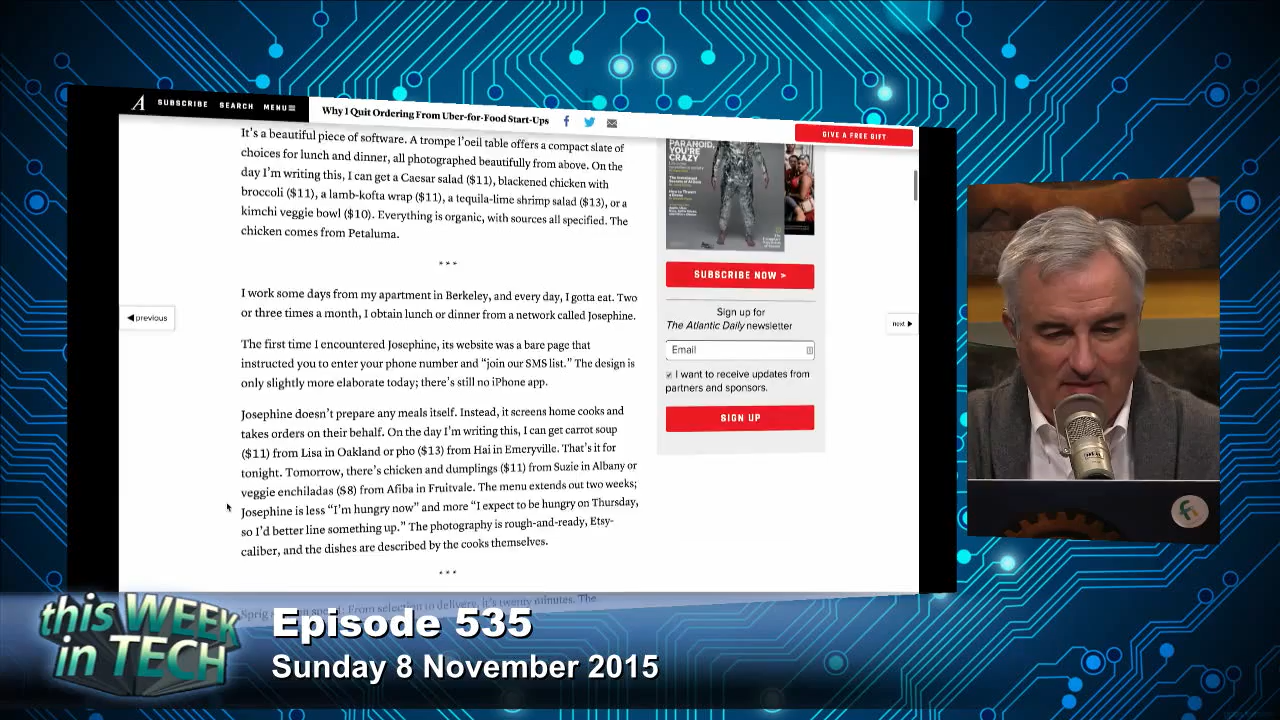 A SUBSCRIBE SEARCH MENU
Why I Quit Ordering From Uber-for-Food Start-Ups
GIVE A FREE GIFT
It's a beautiful piece of software. A trompe l'oeil table offers a compact slate of
choices for lunch and dinner, all photographed beautifully from above. On the
day I'm writing this, I can get a Caesar salad ($11), blackened chicken with
broccoli ($11), a lamb-kofta wrap ($11), a tequila-lime shrimp salad ($13), or a
kimchi veggie bowl ($10). Everything is organic, with sources all specified. The
chicken comes from Petaluma.
***
I work some days from my apartment in Berkeley, and every day, I gotta eat. Two
or three times a month, I obtain lunch or dinner from a network called Josephine.
The first time I encountered Josephine, its website was a bare page that
instructed you to enter your phone number and “join our SMS list.” The design is
only slightly more elaborate today; there's still no iPhone app.
Josephine doesn't prepare any meals itself. Instead, it screens home cooks and
takes orders on their behalf. On the day I'm writing this, I can get carrot soup
($11) from Lisa in Oakland or pho ($13) from Hai in Emeryville. That's it for
tonight. Tomorrow, there's chicken and dumplings ($11) from Suzie in Albany or
veggie enchiladas ($8) from Afiba in Fruitvale. The menu extends out two weeks;
Josephine is less “I'm hungry now” and more “I expect to be hungry on Thursday,
so I'd better line something up.” The photography is rough-and-ready, Etsy-
caliber, and the dishes are described by the cooks themselves.
***
Sprig selection to delivery, it's twenty minutes. The
previous
next
PARANOID,
YOU'RE
CRAZY
SUBSCRIBE NOW >
Sign up for
The Atlantic Daily newsletter
Email
I want to receive updates from
partners and sponsors.
SIGN UP
this WEEK
in TECH
Episode 535
Sunday 8 November 2015